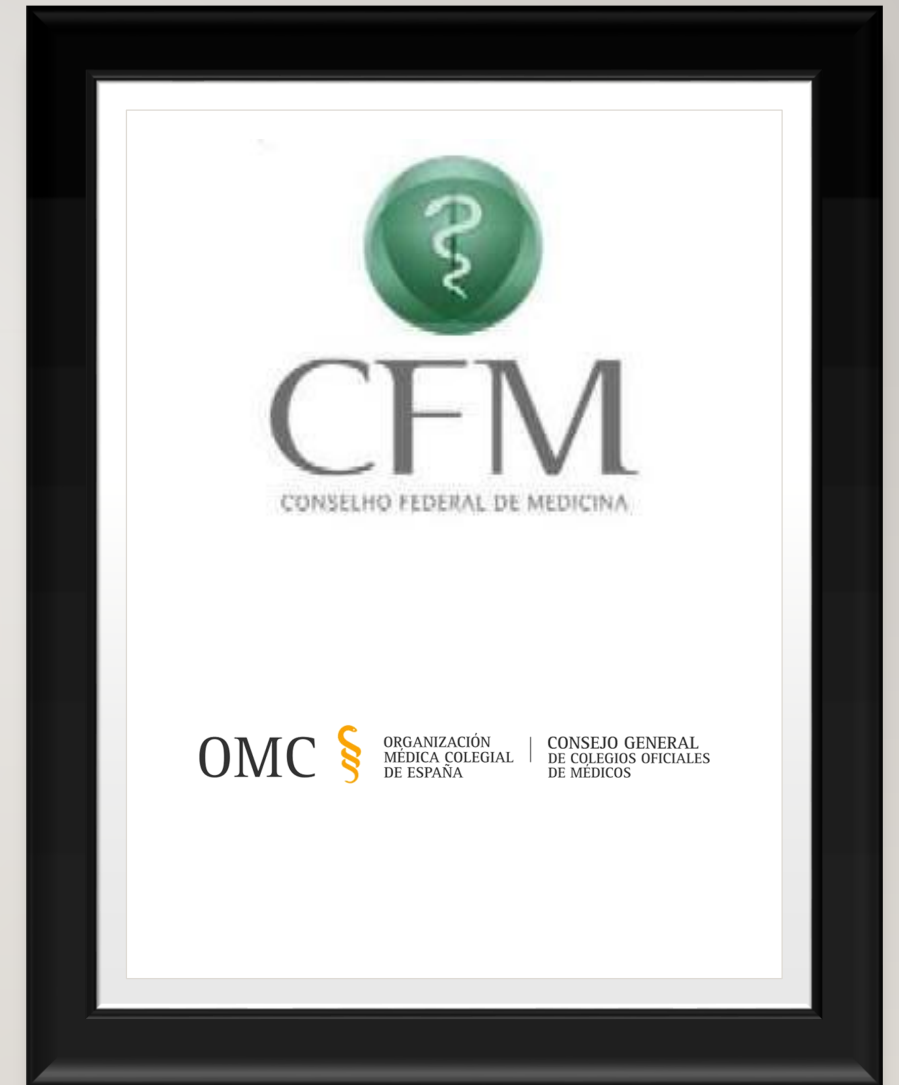 CFM
CONSELHO FEDERAL DE MEDICINA
OMC
ORGANIZACIÓN
MÉDICA COLEGIAL
DE ESPAÑA
CONSEJO GENERAL
DE COLEGIOS OFICIALES
DE MÉDICOS